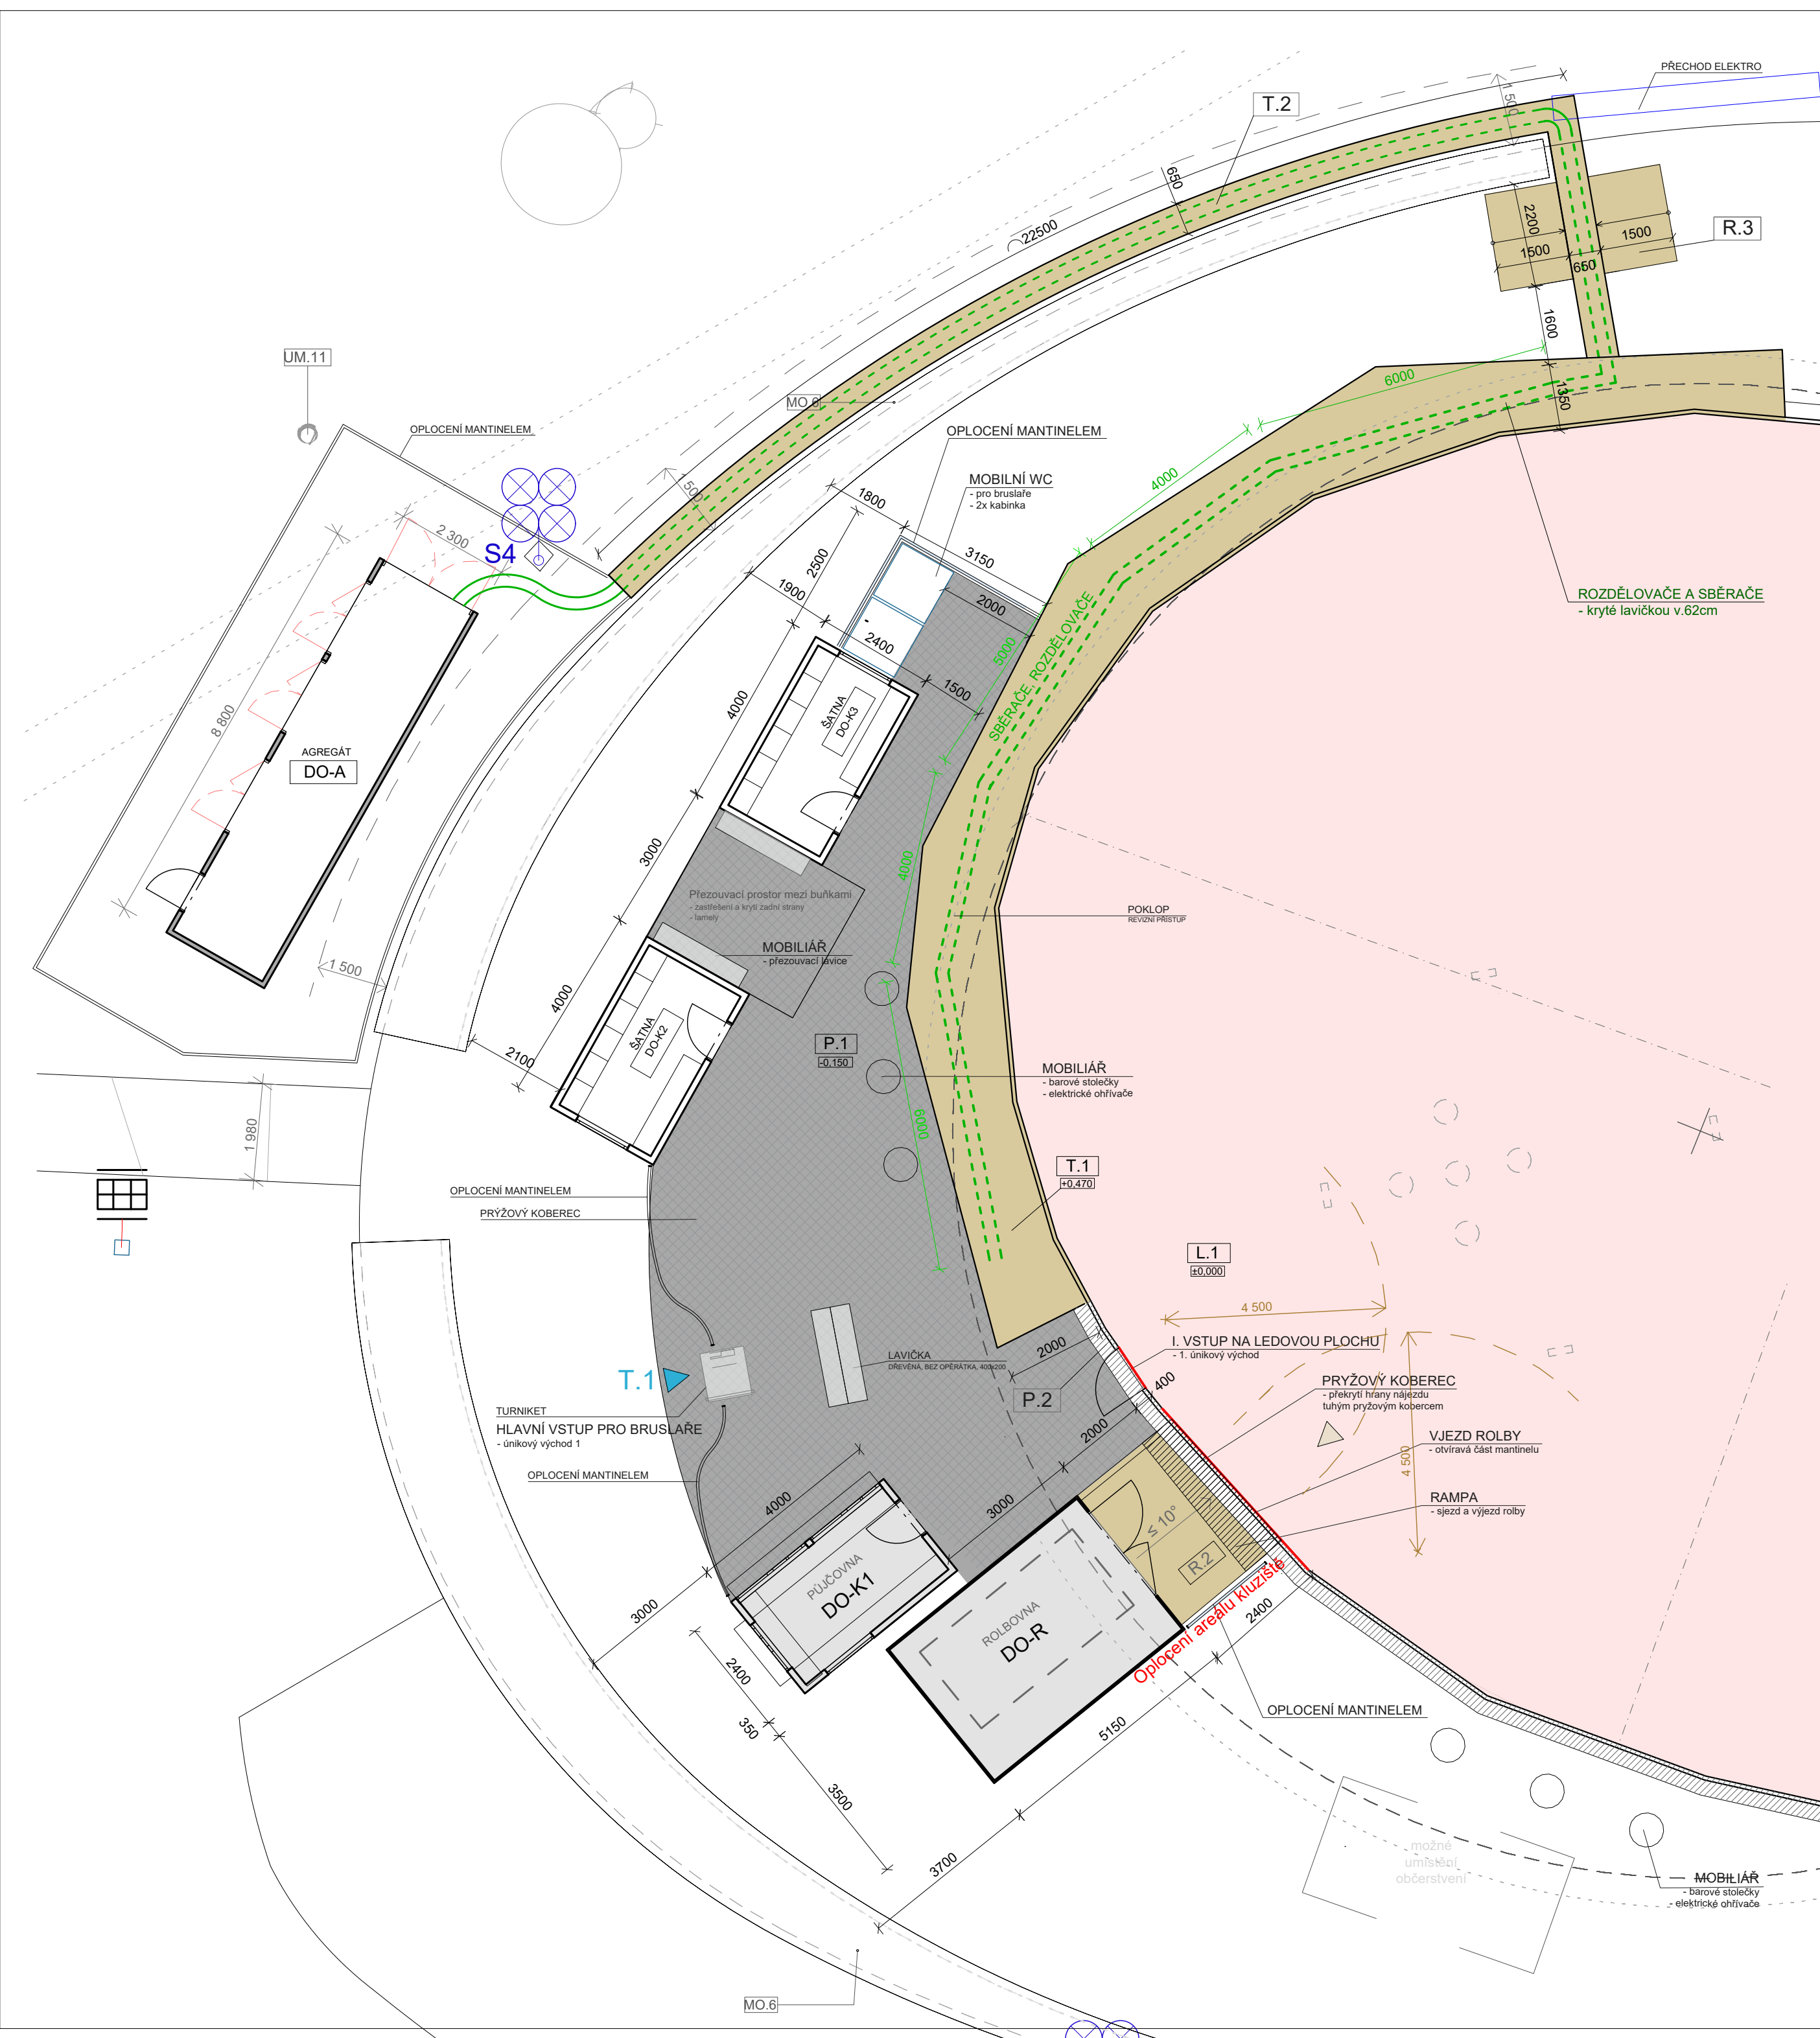 PŘECHOD ELEKTRO
1 500
T.2
650
22500
2200
1500
650
1500
R.3
1600
1350
6000
UM.11
MO.6
OPLOCENÍ MANTINELEM
OPLOCENÍ MANTINELEM
MOBILNÍ WC
- pro bruslaře
- 2x kabinka
4000
1 500
1800
2 300
S4
2500
3150
1900
2000
2400
5000
SBĚRAČE, ROZDĚLOVAČE
ROZDĚLOVAČE A SBĚRAČE
- kryté lavičkou v.62cm
1500
4000
ŠATNA
DO-K3
8 800
AGREGÁT
DO-A
3000
4000
Přezouvací prostor mezi buňkami
- zastřešení a krytí zadní strany
- lamely
POKLOP
REVIZNÍ PŘÍSTUP
MOBILIÁŘ
- přezouvací lavice
1 500
4000
ŠATNA
DO-K2
2100
P.1
-0,150
MOBILIÁŘ
- barové stolečky
- elektrické ohřívače
6000
1 980
T.1
+0,470
OPLOCENÍ MANTINELEM
PRÝŽOVÝ KOBEREC
L.1
±0,000
4 500
I. VSTUP NA LEDOVOU PLOCHU
- 1. únikový východ
2000
LAVIČKA
DŘEVĚNÁ, BEZ OPĚRÁTKA, 400x200
T.1
400
PRYŽOVÝ KOBEREC
- překrytí hrany nájezdu
tuhým pryžovým kobercem
P.2
TURNIKET
HLAVNÍ VSTUP PRO BRUSLAŘE
- únikový východ 1
2000
VJEZD ROLBY
- otvíravá část mantinelu
4 500
OPLOCENÍ MANTINELEM
4000
3000
RAMPA
- sjezd a výjezd rolby
≤ 10°
R.2
PŮJČOVNA
DO-K1
3000
Oplocení areálu kluziště
2400
ROLBOVNA
DO-R
2400
OPLOCENÍ MANTINELEM
350
5150
3500
3700
možné
umístění
občerstvení
MOBILIÁŘ
- barové stolečky
- elektrické ohřívače
MO.6